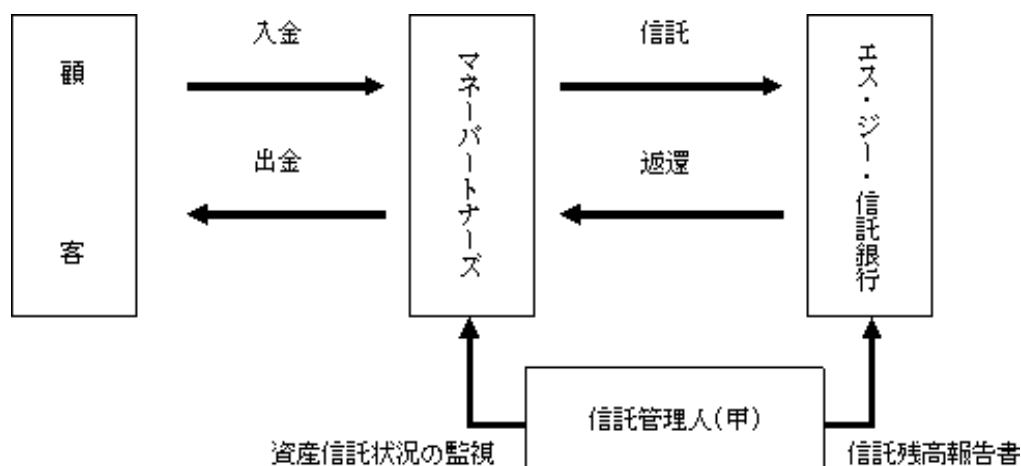 顧客
入金
出金
マネーパートナーズ
信託
返還
エス・ジー・信託銀行
信託管理人(甲)
資産信託状況の監視
信託残高報告書